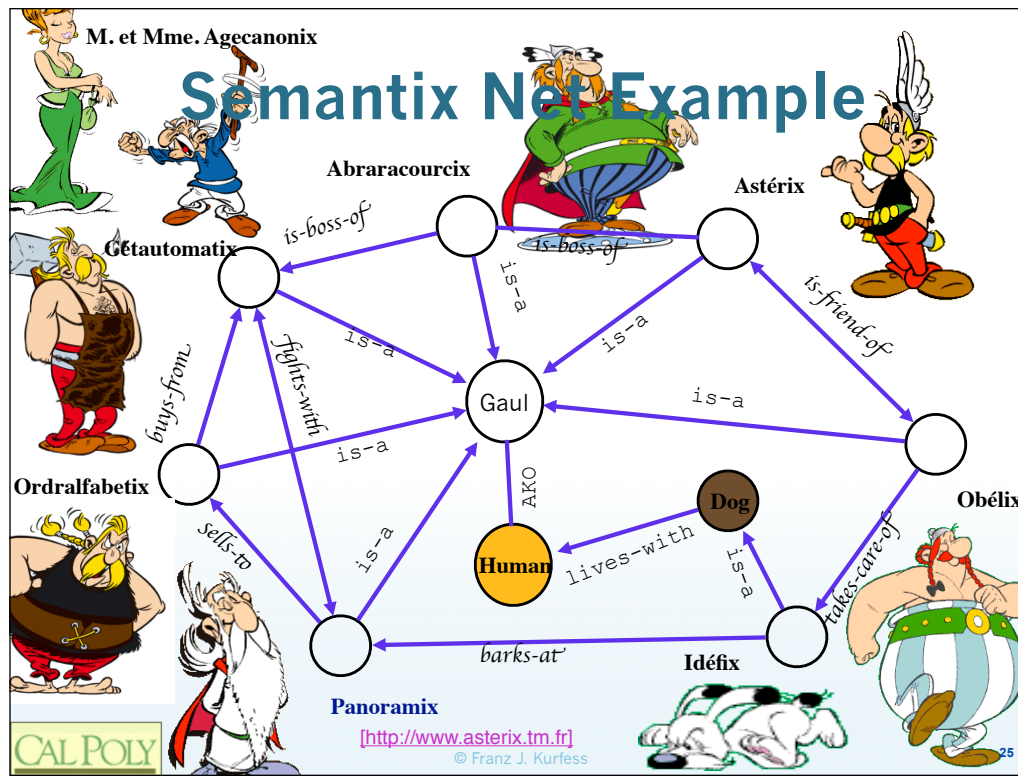 M. et Mme. Agecanonix
Semantix Net Example
Abraracourcix
Astérix
is-boss-of
Cétautomatix
is-boss-of
is-a
is-friend-of
is-a
is-a
fights-with
buys-from
Gaul
is-a
is-a
AKO
Ordralfabetix
Dog
Obélix
sells-to
is-a
Human
lives-with
is-a
takes-care-of
barks-at
Idéfix
Panoramix
[http://www.asterix.tm.fr]
CAL POLY
© Franz J. Kurfess
25